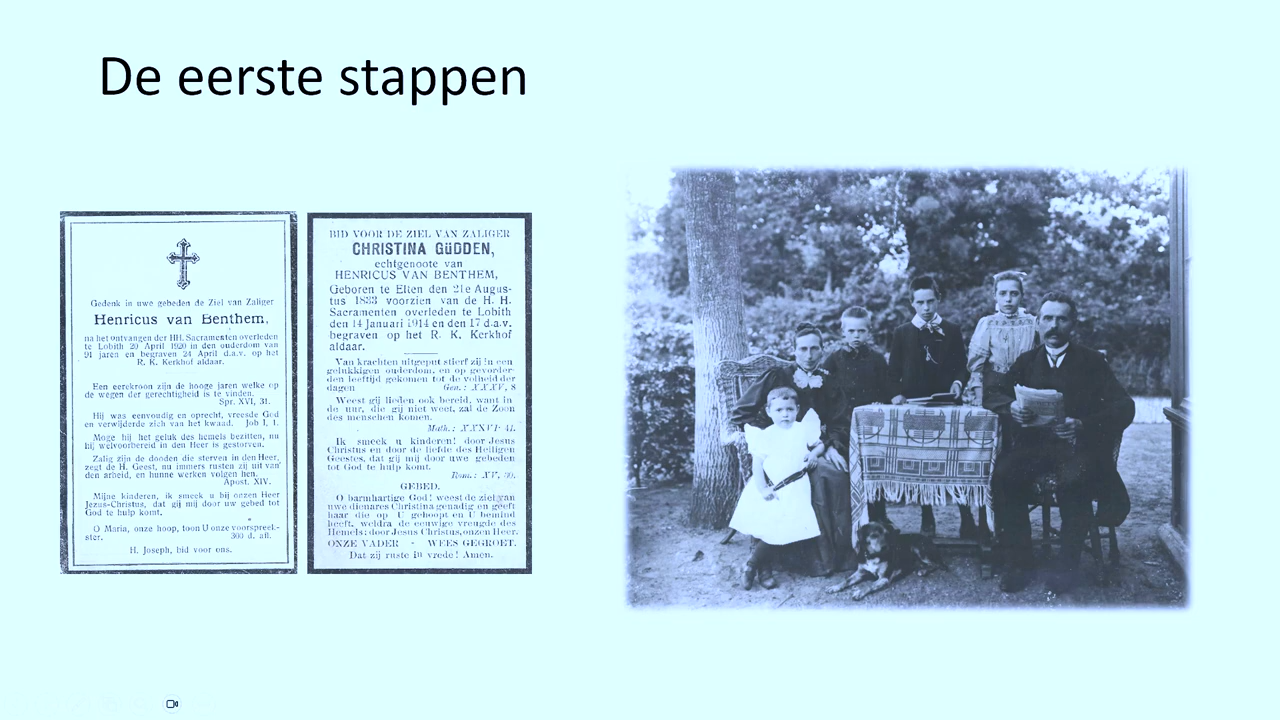 De eerste stappen
Gedenk in uwe gebeden de Ziel van Zaliger
Henricus van Benthem,
na het ontvangen der HH. Sacramenten overleden
te Lobith 20 April 1920 in den ouderdom van
91 jaren en begraven 24 April d.a.v. op het
R. K. Kerkhof aldaar.
Een eerekroon zijn de hooge jaren welke op
de wegen der gerechtigheid is te vinden.
Spr. XVI, 31.
Hij was eenvoudig en oprecht, vreesde God
en verwijderde zich van het kwaad. Job I, 1.
Moge hij het geluk des hemels bezitten, nu
hij welvoorbereid in den Heer is gestorven.
Zalig zijn de dooden die sterven in den Heer,
zegt de H. Geest, nu immers rusten zij uit van
den arbeid, en hunne werken volgen hen.
Apost. XIV.
Mijne kinderen, ik smeek u bij onzen Heer
Jezus-Christus, dat gij mij door uw gebed tot
God te hulp komt.
O Maria, onze hoop, toon U onze voorspreek-
ster. 300 d. afl.
H. Joseph, bid voor ons.
BID VOOR DE ZIEL VAN ZALIGER
CHRISTINA GüDDEN,
echtgenoote van
HENRICUS VAN BENTHEM,
Geboren te Elten den 21e Augus-
tus 1833 voorzien van de H. H.
Sacramenten overleden te Lobith
den 14 Januari 1914 en den 17 d.a.v.
begraven op het R. K. Kerkhof
aldaar.
Van krachten uitgeput stierf zij in een
gelukkigen ouderdom, en op gevorder-
den leeftijd gekomen tot de volheid der
dagen Gen.: XXXV, 8
Weest gij lieden ook bereid, want in
de uur, die gij niet weet, zal de Zoon
des menschen komen.
Math.: XXXVI- 44.
Ik smeek u kinderen! door Jesus
Christus en door de liefde des Heiligen
Geestes, dat gij mij door uwe gebeden
tot God te hulp komt.
Rom.: XV, 30.
GEBED.
O barmhartige God! weest de ziel van
uwe dienares Christina genadig en geeft
haar die op U gehoopt en U bemind
heeft, weldra de eeuwige vreugde des
Hemels: door Jesus Christus, onzen Heer.
ONZE VADER - WEES GEGROET.
Dat zij ruste in vrede! Amen.